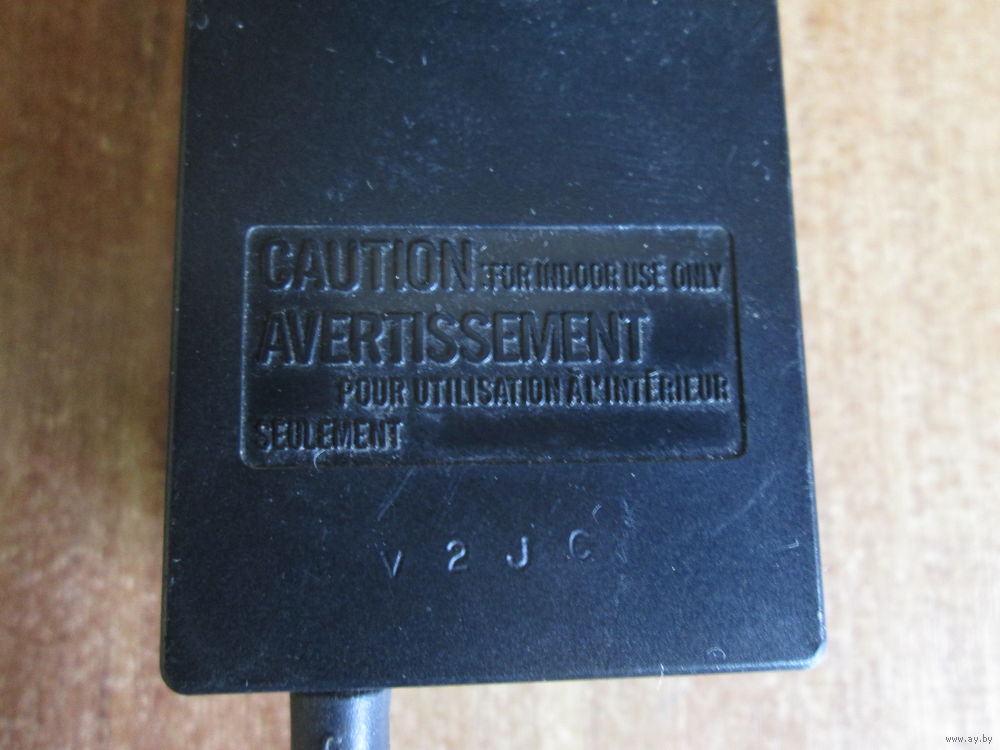 CAUTION :FOR INDOOR USE ONLY
AVERTISSEMENT
:POUR UTILISATION À L'INTÉRIEUR
SEULEMENT
V 2 J C
www.ay.by